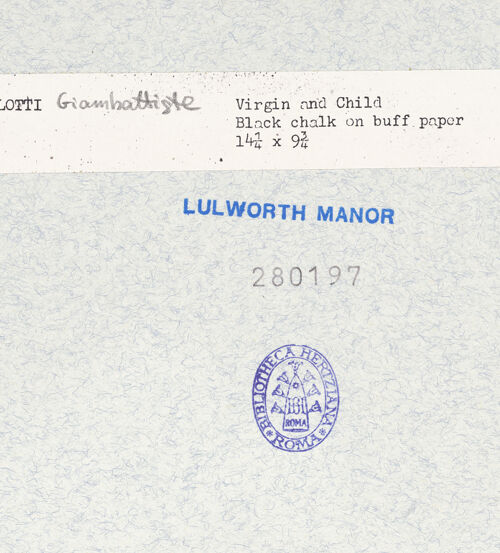 LOTTI Giambattiste Virgin and Child
Black chalk on buff paper
14¼ x 9¾
LULWORTH MANOR
280197
BIBLIOTHECA HERTZIANA
ROMA
* ROMA *